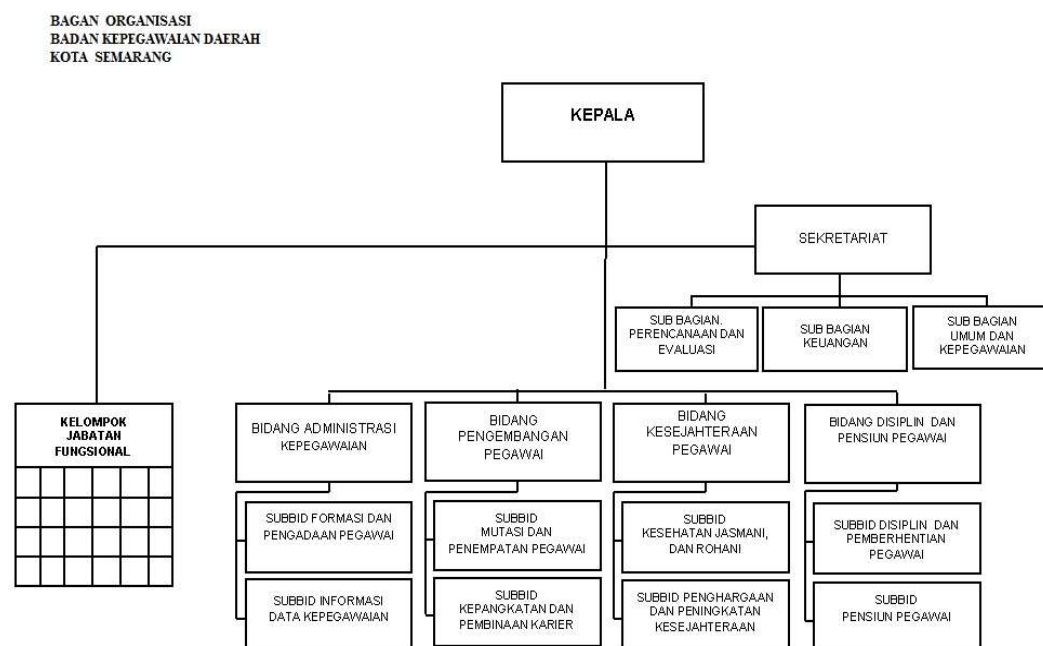 BAGAN ORGANISASI
BADAN KEPEGAWAIAN DAERAH
KOTA SEMARANG
KEPALA
SEKRETARIAT
SUB BAGIAN.
PERENCANAAN DAN
EVALUASI
SUB BAGIAN
KEUANGAN
SUB BAGIAN
UMUM DAN
KEPEGAWAIAN
KELOMPOK
JABATAN
FUNGSIONAL
BIDANG ADMINISTRASI
KEPEGAWAIAN
BIDANG
PENGEMBANGAN
PEGAWAI
BIDANG
KESEJAHTERAAN
PEGAWAI
BIDANG DISIPLIN DAN
PENSIUN PEGAWAI
SUBBID FORMASI DAN
PENGADAAN PEGAWAI
SUBBID
MUTASI DAN
PENEMPATAN PEGAWAI
SUBBID
KESEHATAN JASMANI,
DAN ROHANI
SUBBID DISIPLIN DAN
PEMBERHENTIAN
PEGAWAI
SUBBID INFORMASI
DATA KEPEGAWAIAN
SUBBID
KEPANGKATAN DAN
PEMBINAAN KARIER
SUBBID PENGHARGAAN
DAN PENINGKATAN
KESEJAHTERAAN
SUBBID
PENSIUN PEGAWAI